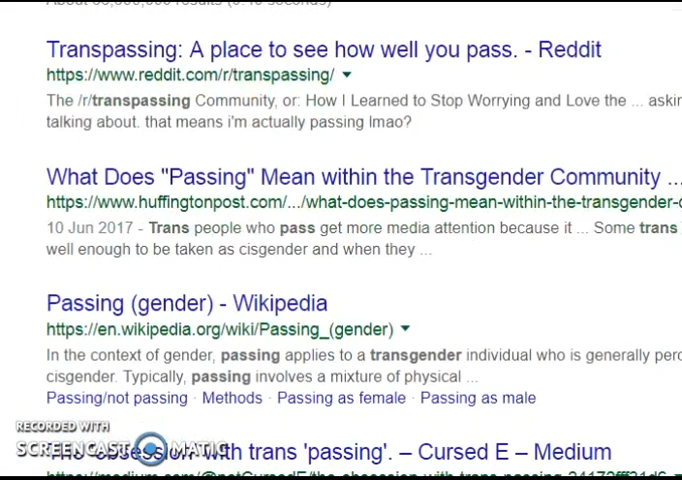 Transpassing: A place to see how well you pass. - Reddit
https://www.reddit.com/r/transpassing/
The /r/transpassing Community, or: How I Learned to Stop Worrying and Love the ... askin
talking about. that means i'm actually passing lmao?
What Does "Passing" Mean within the Transgender Community ...
https://www.huffingtonpost.com/.../what-does-passing-mean-within-the-transgender-c
10 Jun 2017 - Trans people who pass get more media attention because it ... Some trans
well enough to be taken as cisgender and when they ...
Passing (gender) - Wikipedia
https://en.wikipedia.org/wiki/Passing_(gender)
In the context of gender, passing applies to a transgender individual who is generally perc
cisgender. Typically, passing involves a mixture of physical ...
Passing/not passing · Methods · Passing as female · Passing as male
RECORDED WITH
SCREENCAST MATIC
with trans 'passing'. – Cursed E – Medium